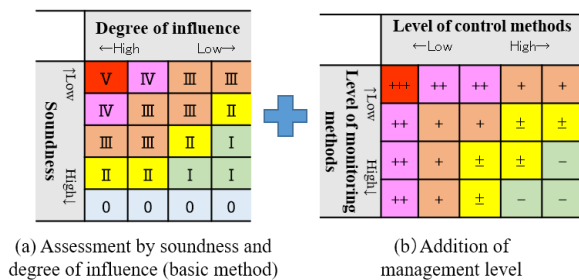 Degree of influence
←High Low→
↑Low
Soundness
High↓
Ⅴ Ⅳ Ⅲ Ⅲ
Ⅳ Ⅲ Ⅲ Ⅱ
Ⅲ Ⅲ Ⅱ Ⅰ
Ⅱ Ⅱ Ⅰ Ⅰ
0 0 0 0
(a) Assessment by soundness and
degree of influence (basic method)
Level of control methods
←Low High→
↑Low
Level of monitoring
methods
High↓
+++ ++ ++ + +
++ + + ± ±
++ + ± ± −
++ + ± − −
(b) Addition of
management level